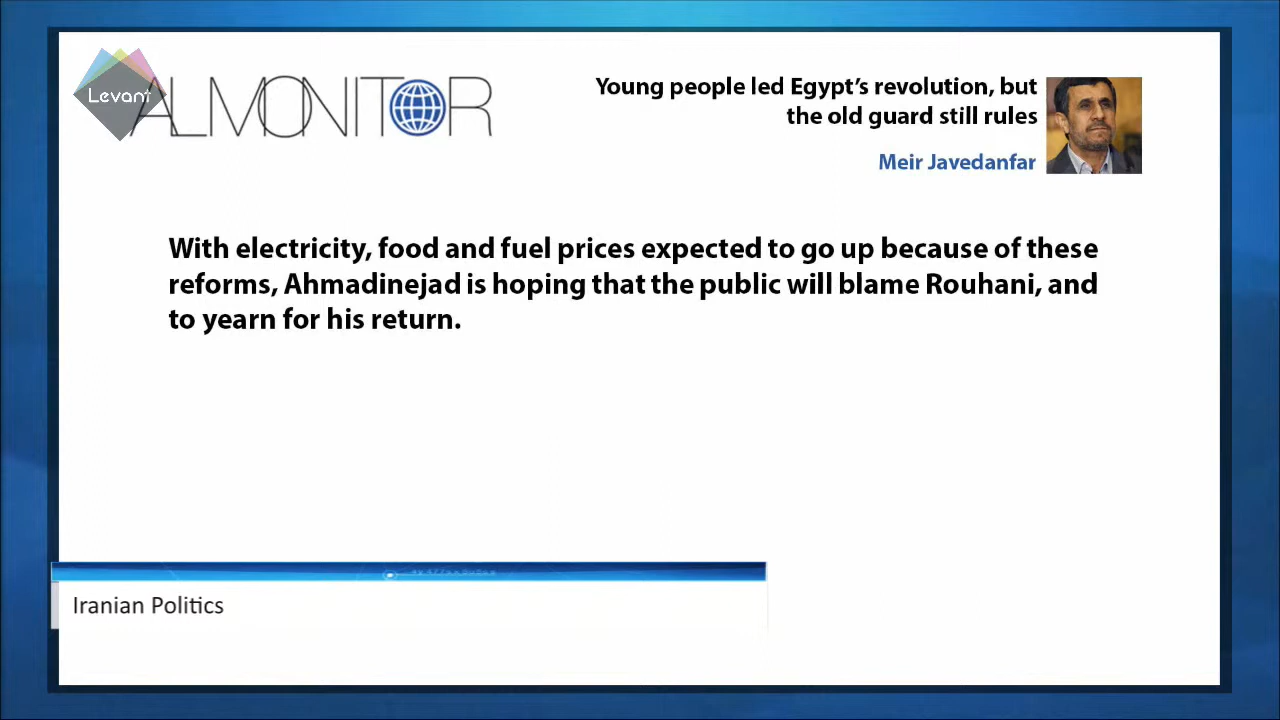 Levant
ALMONITOR
Young people led Egypt's revolution, but
the old guard still rules
Meir Javedanfar
With electricity, food and fuel prices expected to go up because of these
reforms, Ahmadinejad is hoping that the public will blame Rouhani, and
to yearn for his return.
Iranian Politics